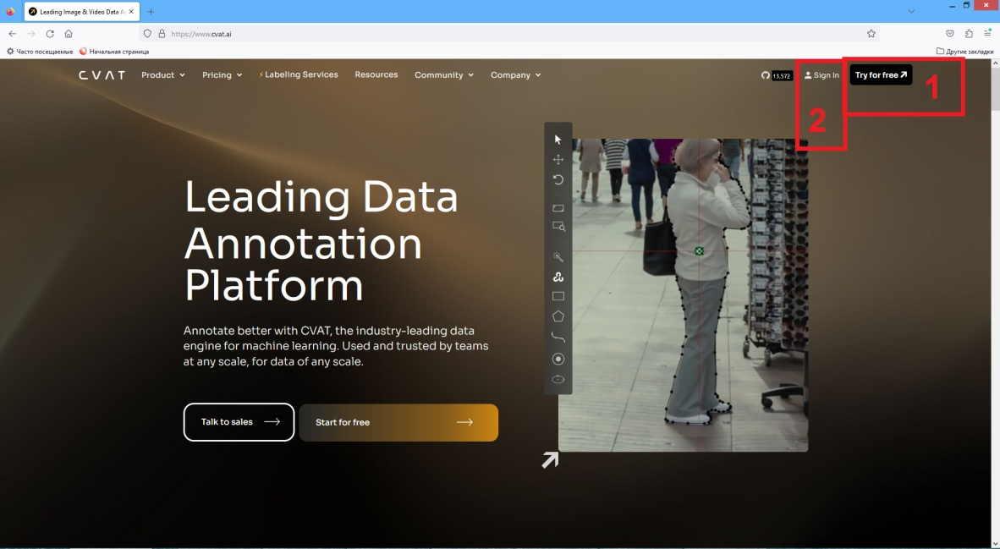 Leading Image & Video Data
https://www.cvat.ai
Часто посещаемые Начальная страница Другие закладки
CVAT Product Pricing Labeling Services Resources Community Company 13,572 Sign In Try for free 1
2
Leading Data
Annotation
Platform
Annotate better with CVAT, the industry-leading data
engine for machine learning. Used and trusted by teams
at any scale, for data of any scale.
Talk to sales Start for free